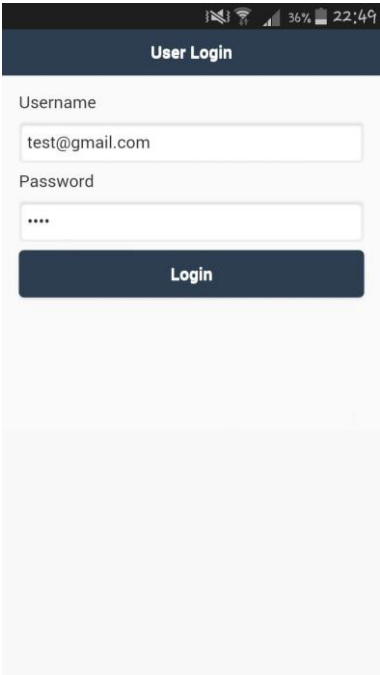 36% 22:49
User Login
Username
test@gmail.com
Password
••••
Login